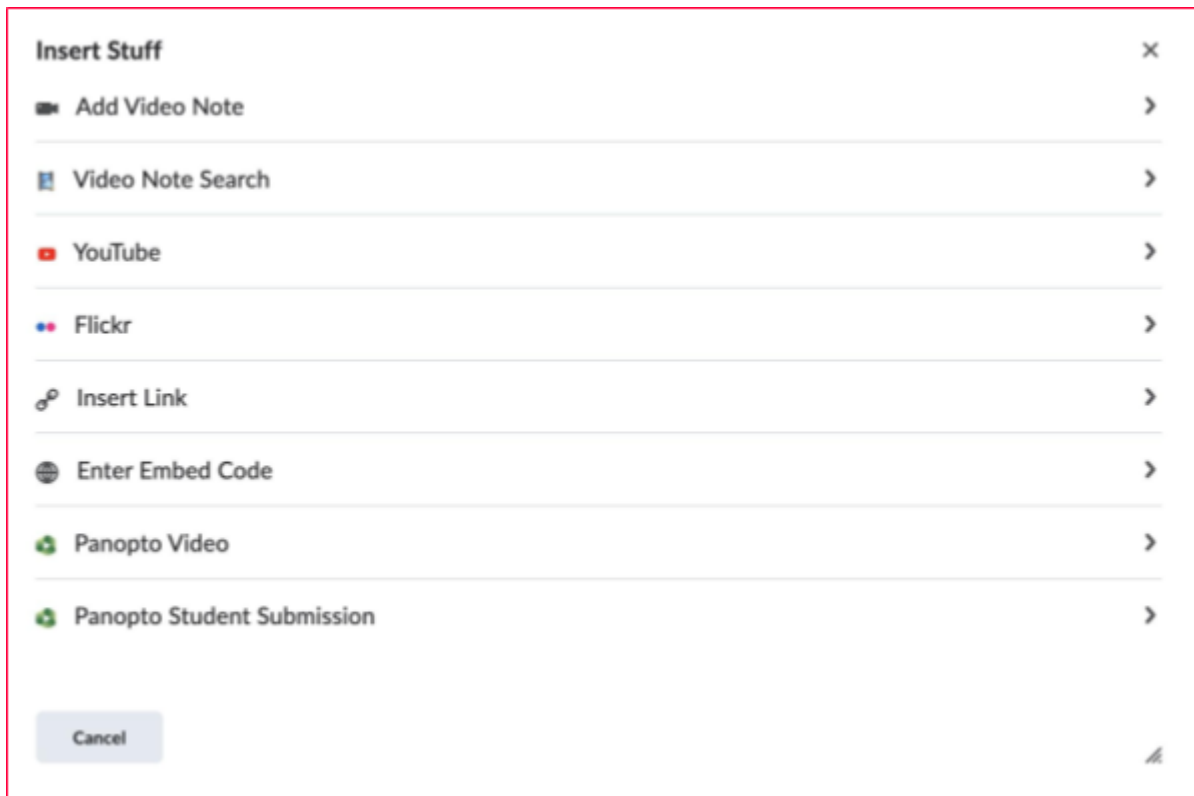 Insert Stuff
Add Video Note
Video Note Search
YouTube
Flickr
Insert Link
Enter Embed Code
Panopto Video
Panopto Student Submission
Cancel